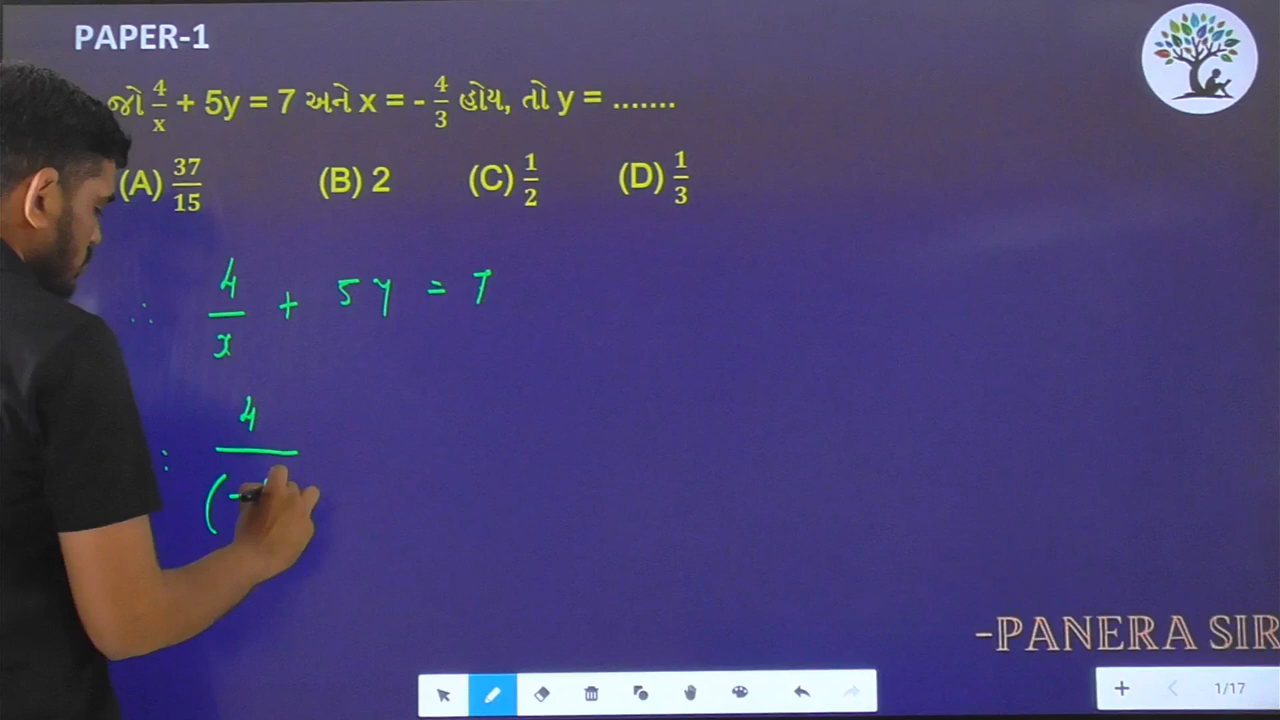 PAPER-1
જો 4/x + 5y = 7 અને x = - 4/3 હોય, તો y = .......
(A) 37/15 (B) 2 (C) 1/2 (D) 1/3
∴ 4/x + 5y = 7
4/(-
-PANERA SIR
1/17